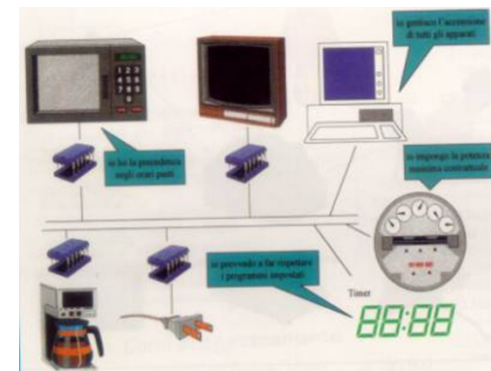 io gestisco l'accensione
di tutti gli apparati
io ho la precedenza
negli orari pasti
io impongo la potenza
massima contrattuale
io provvedo a far rispettare
i programmi impostati
Timer
88:88